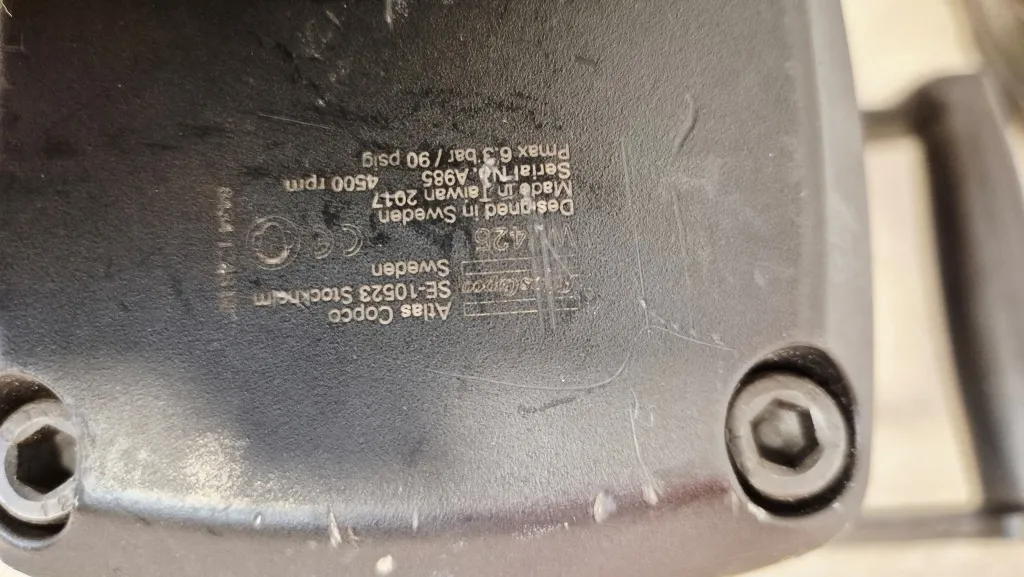 Atlas Copco
SE-10523 Stockholm
Sweden
Designed in Sweden
Made in Taiwan 2017
Serial No. A985
4500 rpm
Pmax 6.3 bar / 90 psig
CE